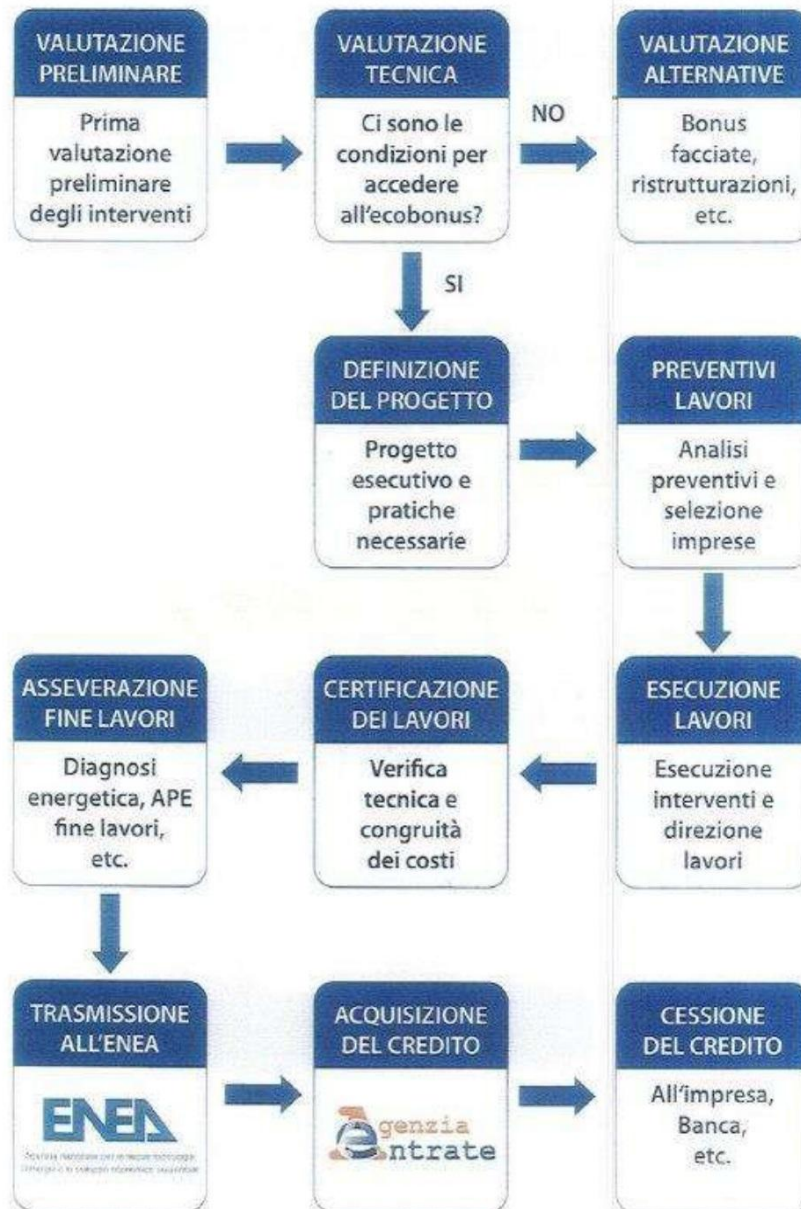 VALUTAZIONE
PRELIMINARE
Prima
valutazione
preliminare
degli interventi
VALUTAZIONE
TECNICA
Ci sono le
condizioni per
accedere
all'ecobonus?
NO
VALUTAZIONE
ALTERNATIVE
Bonus
facciate,
ristrutturazioni,
etc.
SI
DEFINIZIONE
DEL PROGETTO
Progetto
esecutivo e
pratiche
necessarie
PREVENTIVI
LAVORI
Analisi
preventivi e
selezione
imprese
ESECUZIONE
LAVORI
Esecuzione
interventi e
direzione
lavori
CERTIFICAZIONE
DEI LAVORI
Verifica
tecnica e
congruità
dei costi
ASSEVERAZIONE
FINE LAVORI
Diagnosi
energetica, APE
fine lavori,
etc.
TRASMISSIONE
ALL'ENEA
ENEA
ACQUISIZIONE
DEL CREDITO
Agenzia
Entrate
CESSIONE
DEL CREDITO
All'impresa,
Banca,
etc.